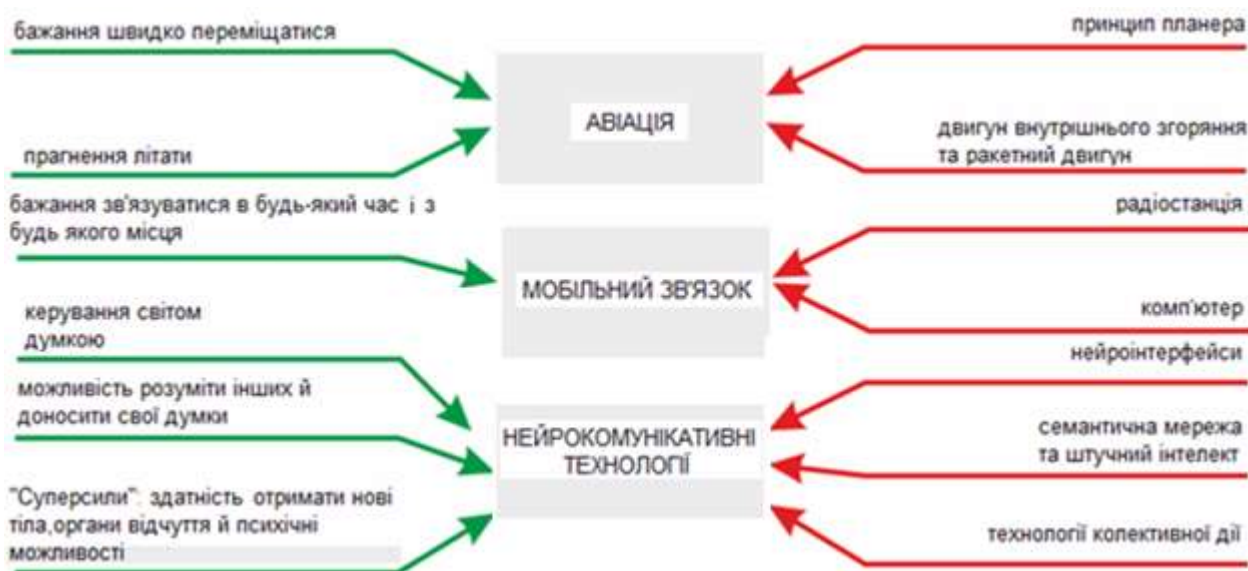 бажання швидко переміщатися
прагнення літати
АВІАЦІЯ
принцип планера
двигун внутрішнього згоряння
та ракетний двигун
бажання зв'язуватися в будь-який час і з
будь якого місця
МОБІЛЬНИЙ ЗВ'ЯЗОК
радіостанція
комп'ютер
керування світом
думкою
можливість розуміти інших й
доносити свої думки
"Суперсили": здатність отримати нові
тіла,органи відчуття й психічні
можливості
НЕЙРОКОМУНІКАТИВНІ
ТЕХНОЛОГІЇ
нейроінтерфейси
семантична мережа
та штучний інтелект
технології колективної дії